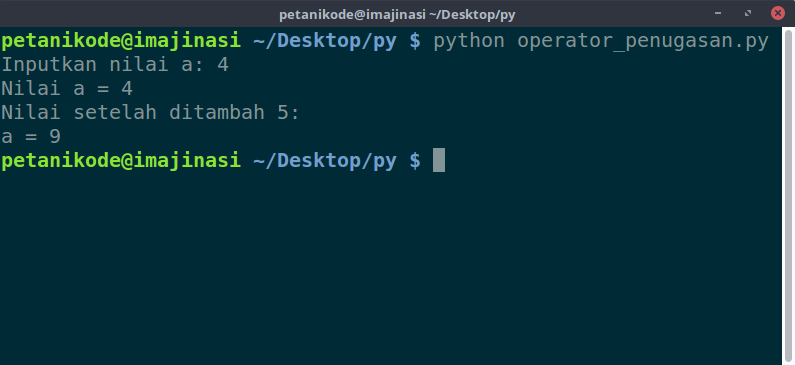 petanikode@imajinasi ~/Desktop/py
petanikode@imajinasi ~/Desktop/py $ python operator_penugasan.py
Inputkan nilai a: 4
Nilai a = 4
Nilai setelah ditambah 5:
a = 9
petanikode@imajinasi ~/Desktop/py $